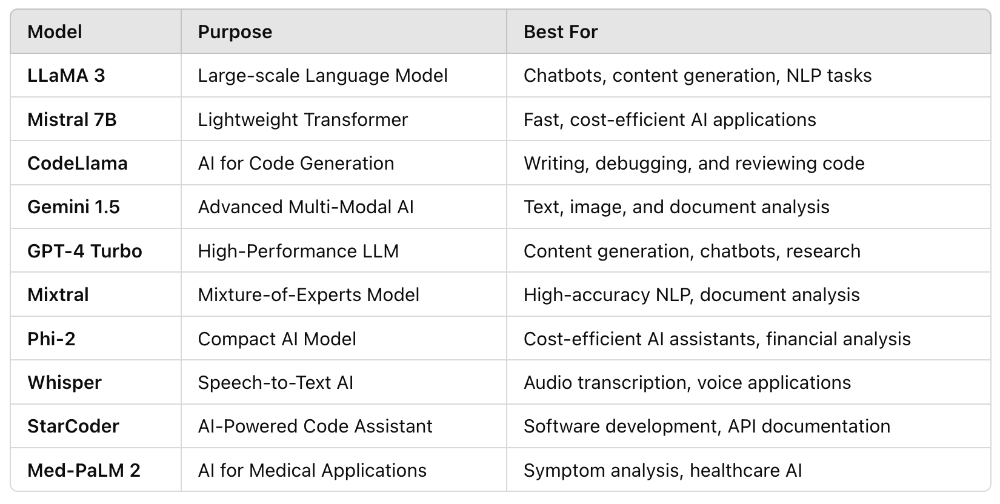 Model Purpose Best For
LLaMA 3 Large-scale Language Model Chatbots, content generation, NLP tasks
Mistral 7B Lightweight Transformer Fast, cost-efficient AI applications
CodeLlama AI for Code Generation Writing, debugging, and reviewing code
Gemini 1.5 Advanced Multi-Modal AI Text, image, and document analysis
GPT-4 Turbo High-Performance LLM Content generation, chatbots, research
Mixtral Mixture-of-Experts Model High-accuracy NLP, document analysis
Phi-2 Compact AI Model Cost-efficient AI assistants, financial analysis
Whisper Speech-to-Text AI Audio transcription, voice applications
StarCoder AI-Powered Code Assistant Software development, API documentation
Med-PaLM 2 AI for Medical Applications Symptom analysis, healthcare AI